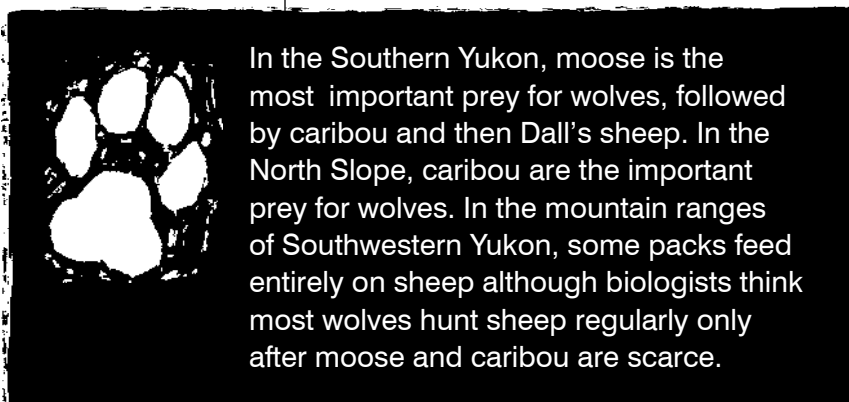 In the Southern Yukon, moose is the
most  important prey for wolves, followed
by caribou and then Dall’s sheep. In the
North Slope, caribou are the important
prey for wolves. In the mountain ranges
of Southwestern Yukon, some packs feed
entirely on sheep although biologists think
most wolves hunt sheep regularly only
after moose and caribou are scarce.